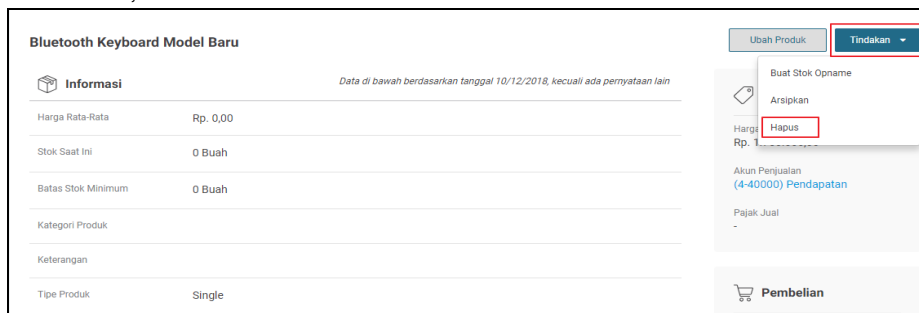 Bluetooth Keyboard Model Baru
Ubah Produk
Tindakan
Buat Stok Opname
Arsipkan
Hapus
Informasi
Data di bawah berdasarkan tanggal 10/12/2018, kecuali ada pernyataan lain
Harga Rata-Rata Rp. 0,00
Stok Saat Ini 0 Buah
Batas Stok Minimum 0 Buah
Kategori Produk
Keterangan
Tipe Produk Single
Harga
Rp.
Akun Penjualan
(4-40000) Pendapatan
Pajak Jual
-
Pembelian